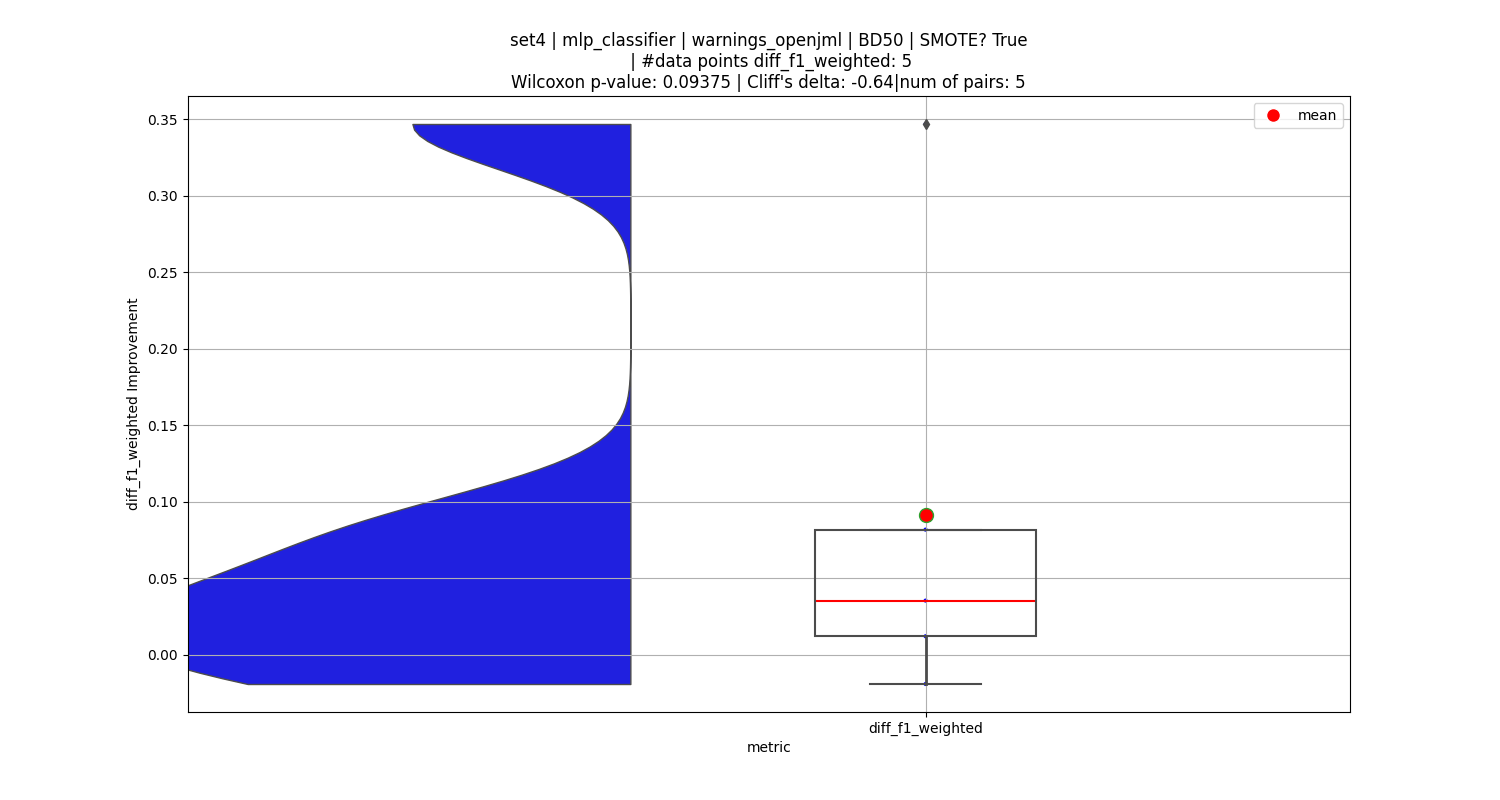 set4 | mlp_classifier | warnings_openjml | BD50 | SMOTE? True
| #data points diff_f1_weighted: 5
Wilcoxon p-value: 0.09375 | Cliff's delta: -0.64|num of pairs: 5
mean
0.35
0.30
0.25
0.20
0.15
0.10
0.05
0.00
diff_f1_weighted Improvement
diff_f1_weighted
metric